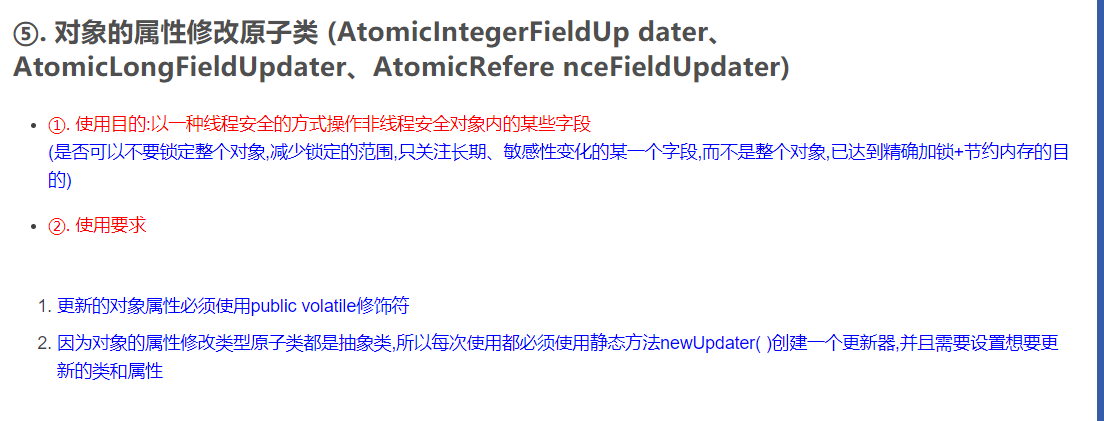 ⑤. 对象的属性修改原子类 (AtomicIntegerFieldUp dater、
AtomicLongFieldUpdater、AtomicRefere nceFieldUpdater)
①. 使用目的:以一种线程安全的方式操作非线程安全对象内的某些字段
(是否可以不要锁定整个对象,减少锁定的范围,只关注长期、敏感性变化的某一个字段,而不是整个对象,已达到精确加锁+节约内存的目
的)
②. 使用要求
1. 更新的对象属性必须使用public volatile修饰符
2. 因为对象的属性修改类型原子类都是抽象类,所以每次使用都必须使用静态方法newUpdater( )创建一个更新器,并且需要设置想要更
新的类和属性